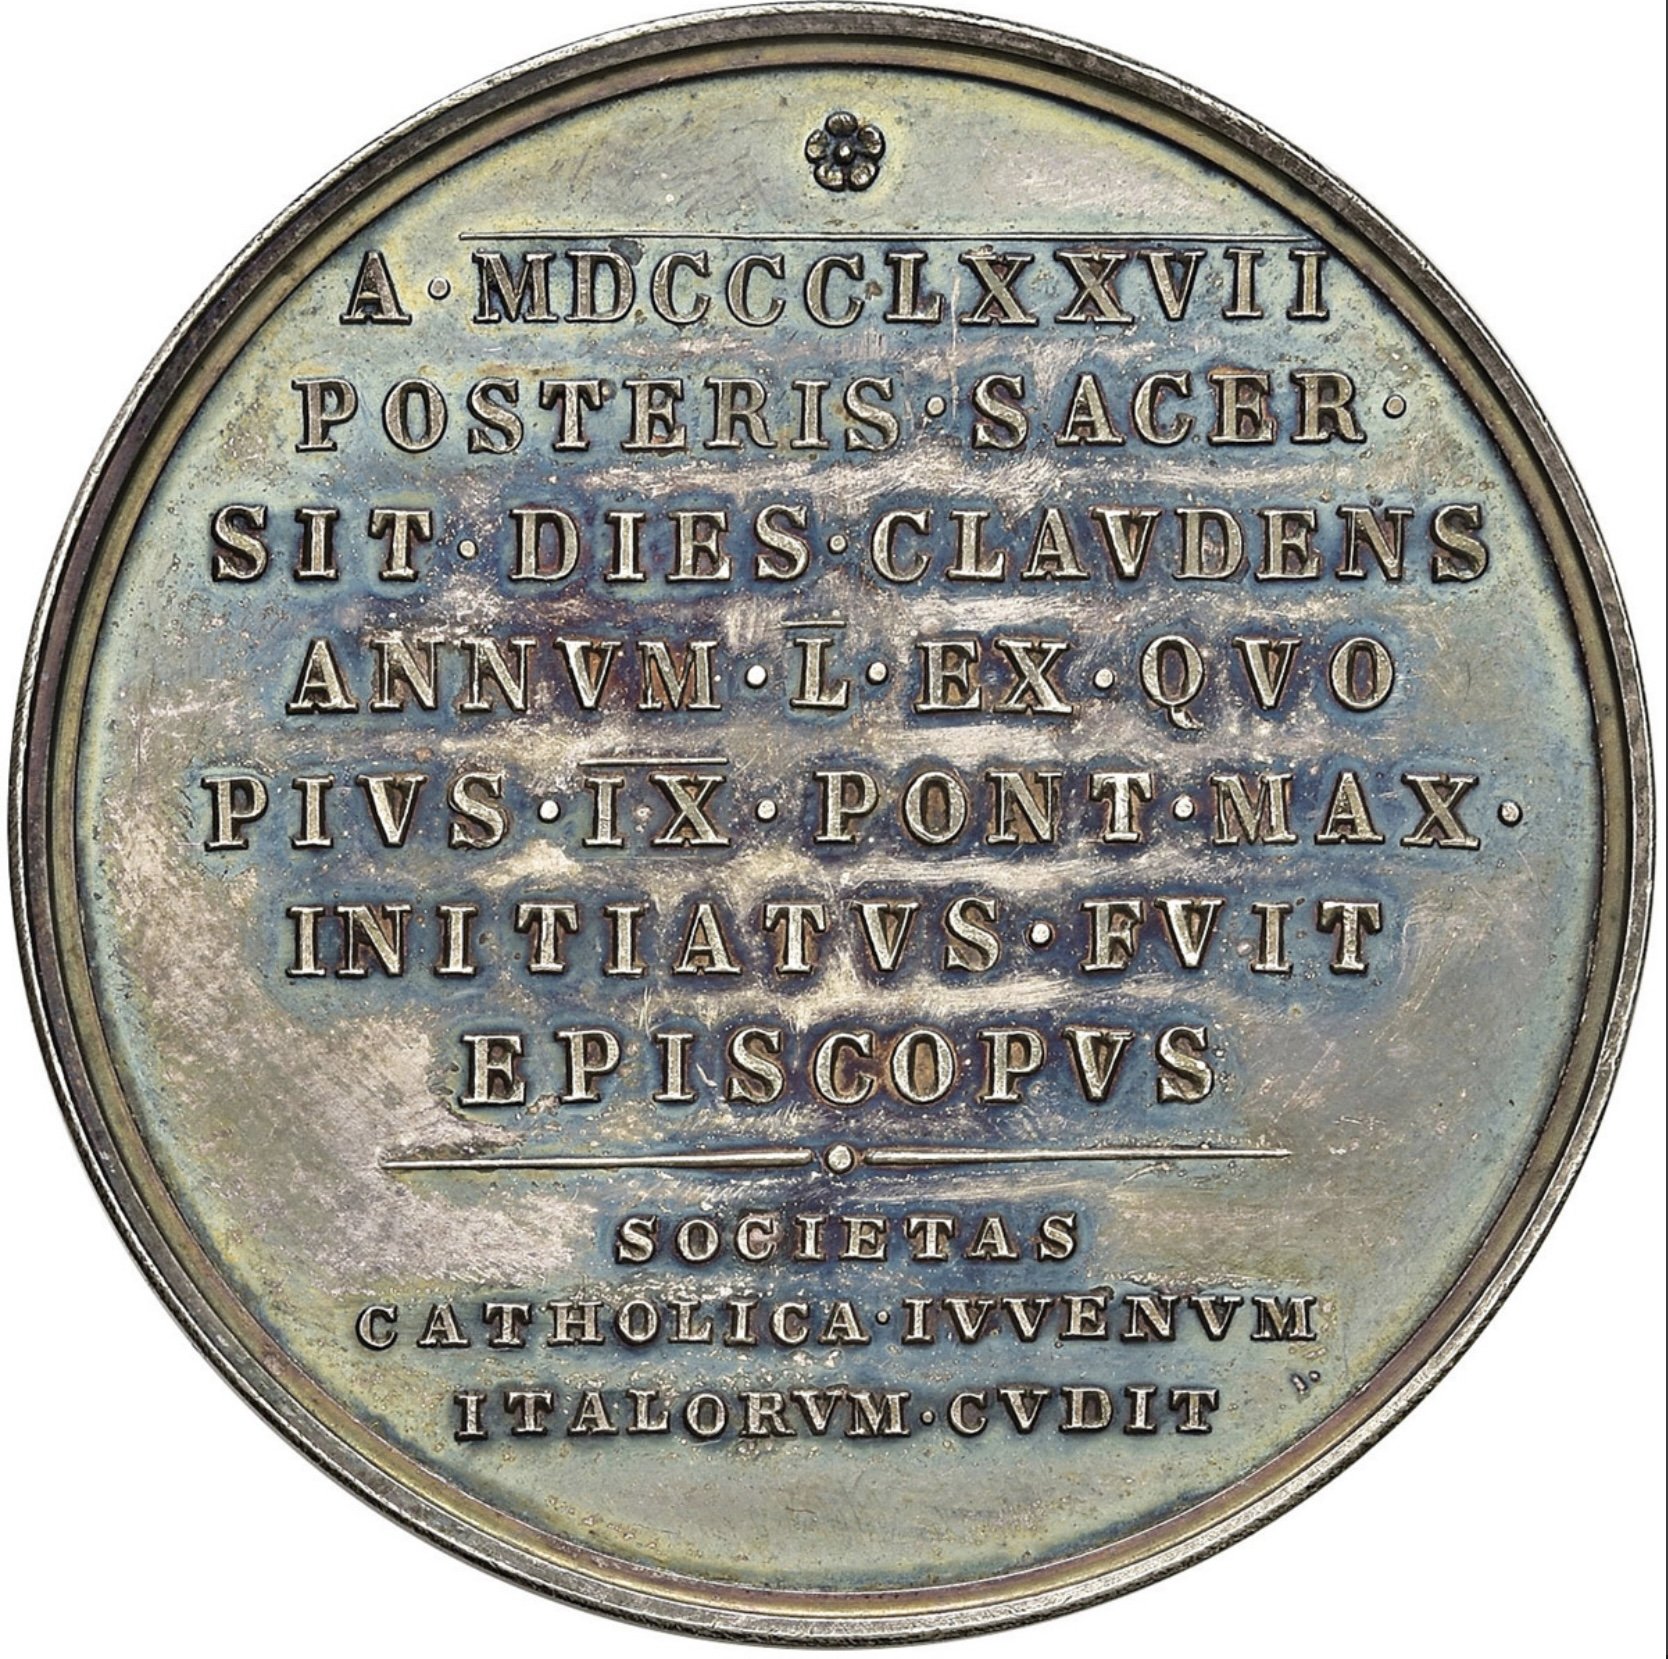 A · MDCCCLXXVII
POSTERIS · SACER ·
SIT · DIES · CLAVDENS
ANNVM · L̅ · EX · QVO
PIVS · I̅X̅ · PONT · MAX ·
INITIATVS · FVIT
EPISCOPVS
SOCIETAS
CATHOLICA · IVVENVM
ITALORVM · CVDIT